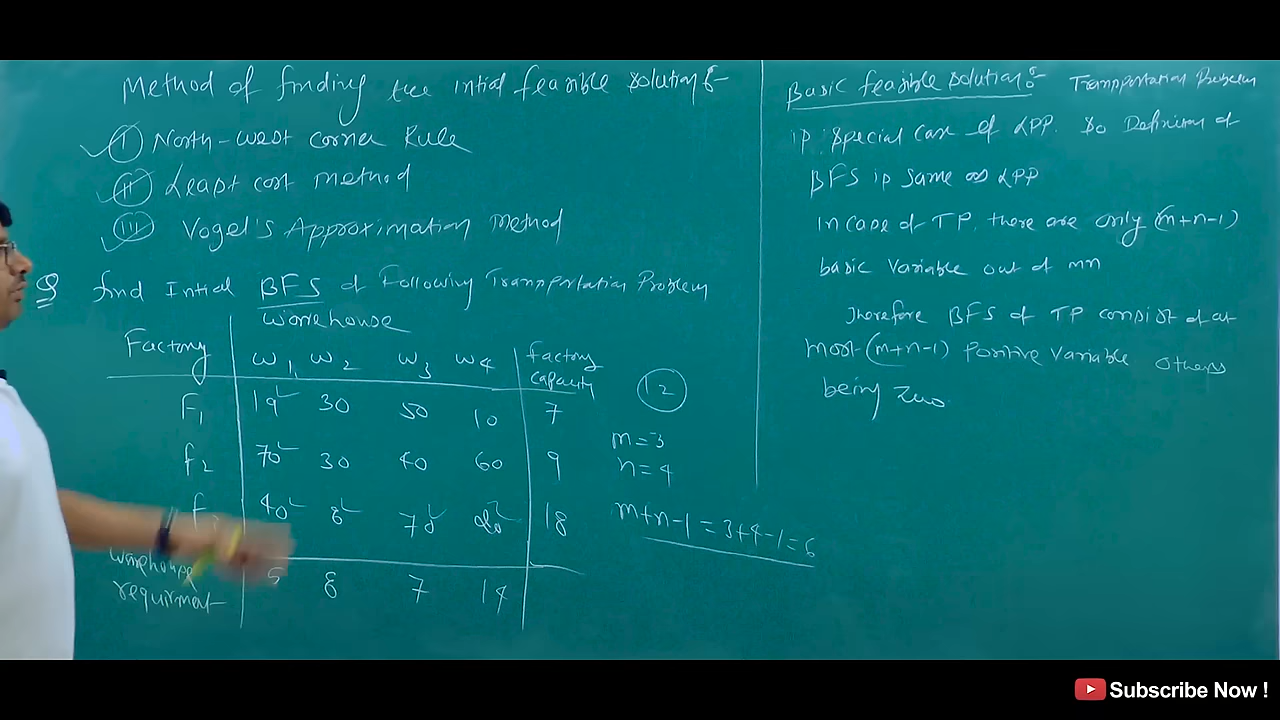 Method of finding the intial feasible solution :-
I North-west corner Rule
II Least cost method
III Vogel's Approximation Method
Q find Intial BFS of Following Transportation Problem
Warehouse
Factory W1 W2 W3 W4 Factory capacity
F1 19 30 50 10 7
F2 70 30 40 60 9
F 40 8 70 20 18
Warehouse requirmat 5 8 7 14
12
m=3
n=4
m+n-1 = 3+4-1=6
Basic feasible solution :- Transportation Problem
is special case of LPP. So Definition of
BFS is same as LPP
In case of TP, there are only (m+n-1)
basic variable out of mn
Therefore BFS of TP consist of at
most (m+n-1) positive variable others
being zero.
Subscribe Now !